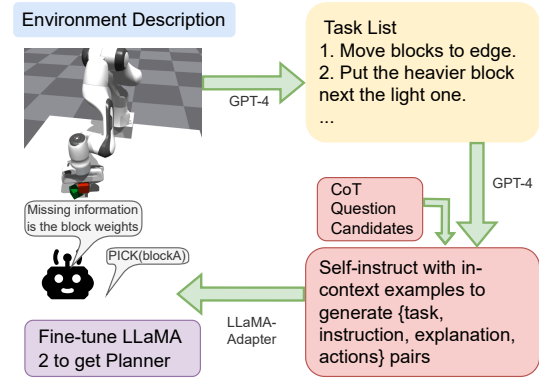 Environment Description
GPT-4
Task List
1. Move blocks to edge.
2. Put the heavier block
next the light one.
...
GPT-4
CoT
Question
Candidates
Self-instruct with in-
context examples to
generate {task,
instruction, explanation,
actions} pairs
LLaMA-
Adapter
Missing information
is the block weights
PICK(blockA)
Fine-tune LLaMA
2 to get Planner